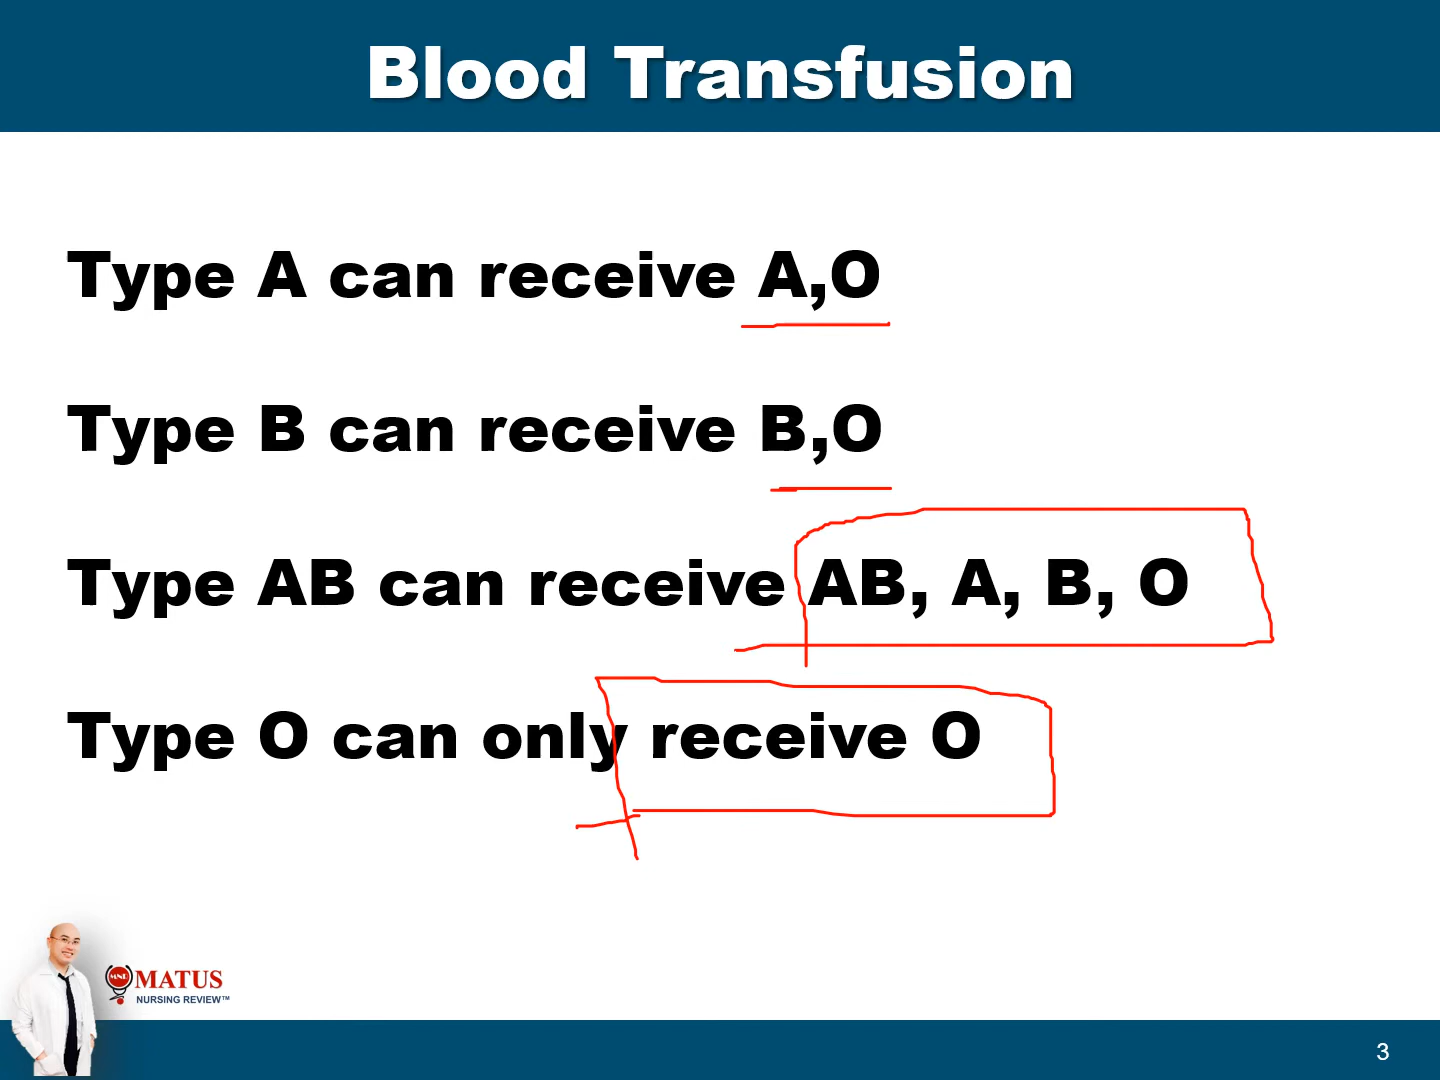 Blood Transfusion
Type A can receive A,O
Type B can receive B,O
Type AB can receive AB, A, B, O
Type O can only receive O
MNR
MATUS
NURSING REVIEW™
3